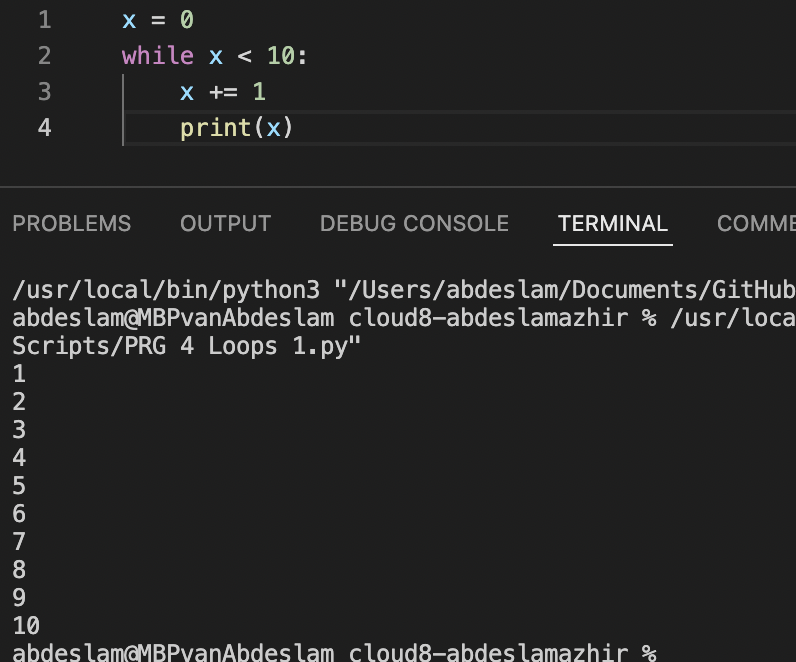 1 x = 0
2 while x < 10:
3 x += 1
4 print(x)
PROBLEMS OUTPUT DEBUG CONSOLE TERMINAL COMME
/usr/local/bin/python3 "/Users/abdeslam/Documents/GitHub
abdeslam@MBPvanAbdeslam cloud8-abdeslamazhir % /usr/loca
Scripts/PRG 4 Loops 1.py"
1
2
3
4
5
6
7
8
9
10
abdeslam@MBPvanAbdeslam cloud8-abdeslamazhir %